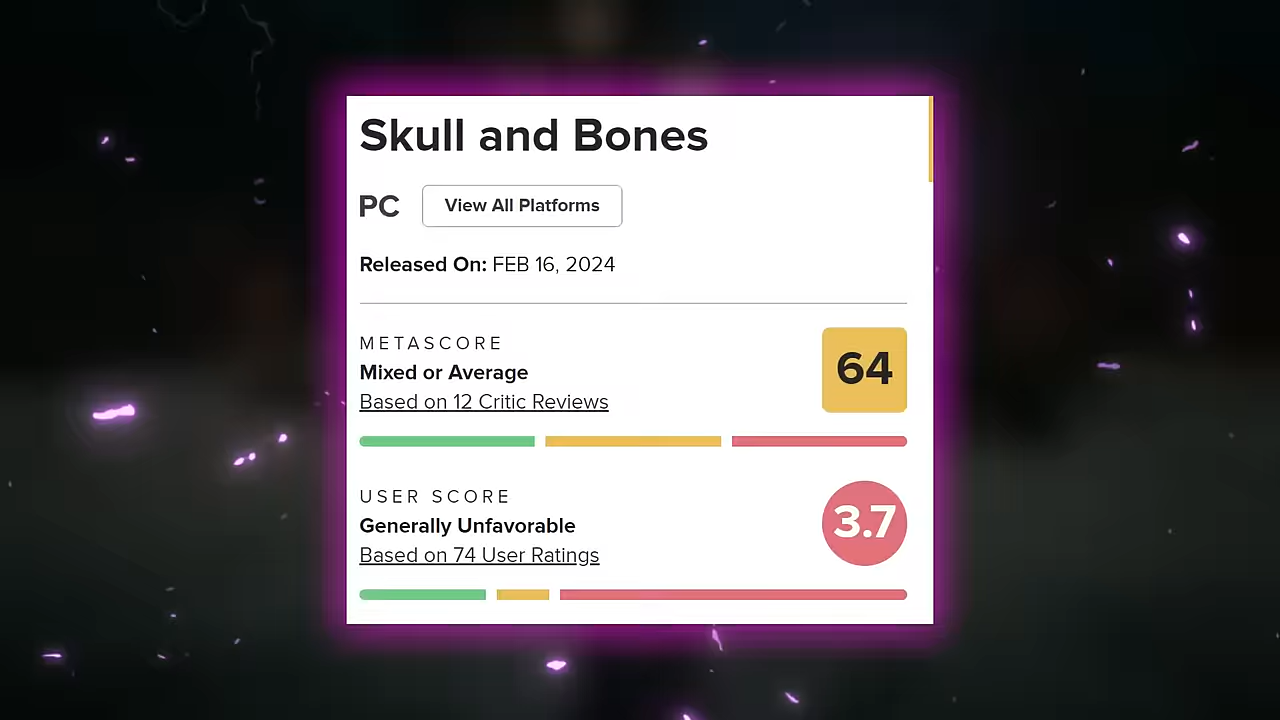 Skull and Bones
PC View All Platforms
Released On: FEB 16, 2024
METASCORE
Mixed or Average
Based on 12 Critic Reviews
64
USER SCORE
Generally Unfavorable
Based on 74 User Ratings
3.7